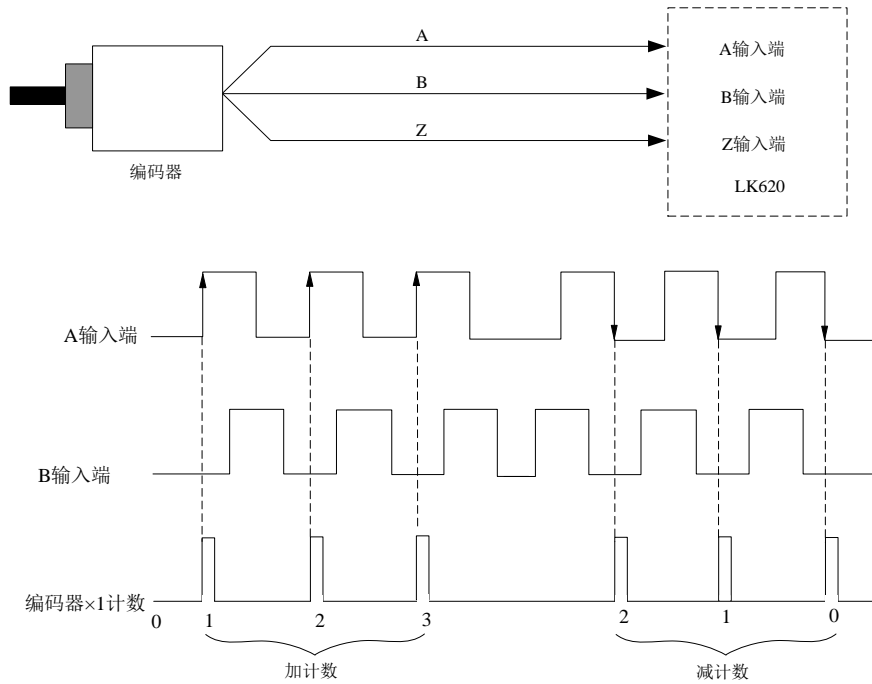 A
A输入端
B
B输入端
Z
Z输入端
编码器
LK620
A输入端
B输入端
编码器×1计数
0 1 2 3 2 1 0
加计数 减计数